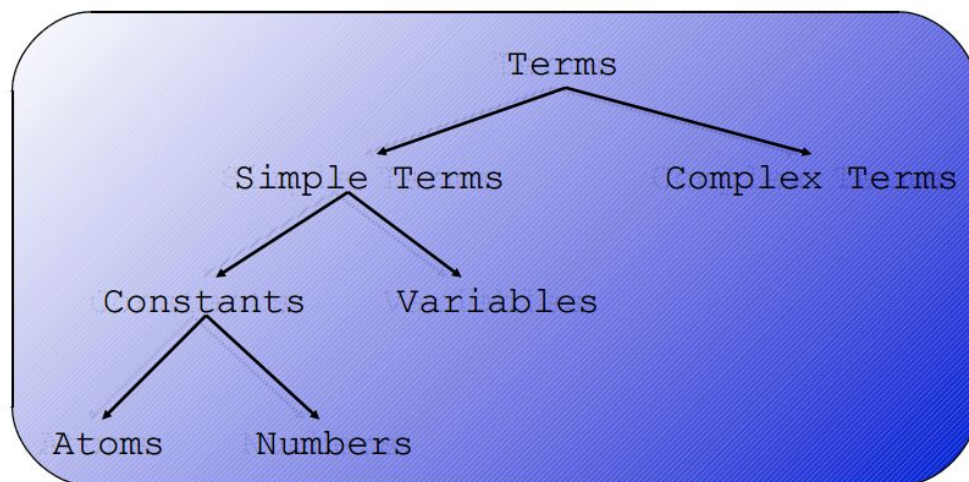 Terms
Simple Terms Complex Terms
Constants Variables
Atoms Numbers